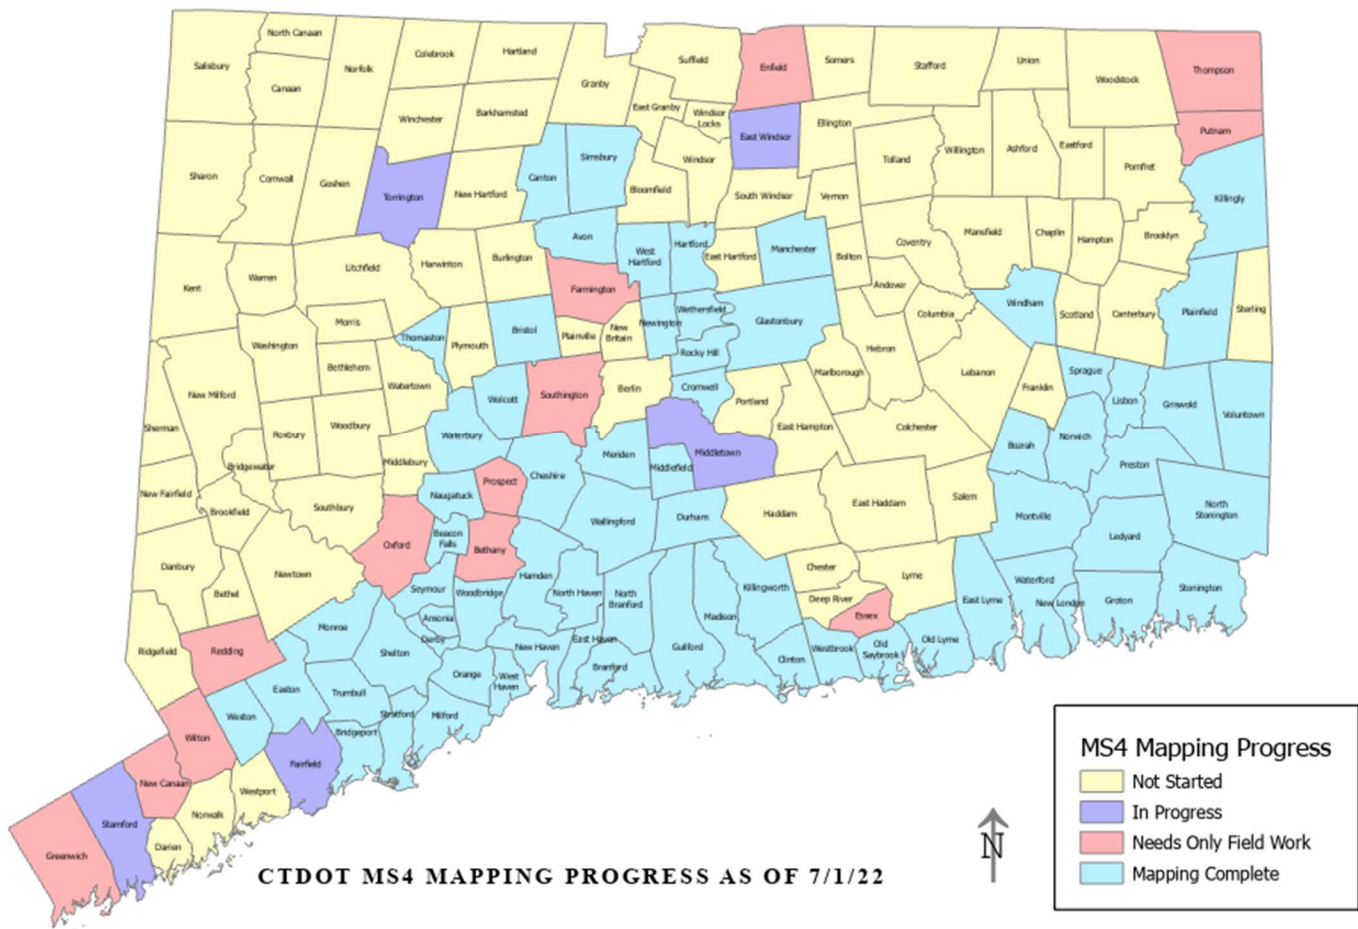 North Canaan
Colebrook
Hartland
Suffield
Enfield
Somers
Stafford
Union
Woodstock
Thompson
Salisbury
Canaan
Norfolk
Granby
East Granby
Windsor
Locks
Winchester
Barkhamsted
East Windsor
Ellington
Putnam
Windsor
Tolland
Willington
Ashford
Eastford
Pomfret
Sharon
Cornwall
Goshen
Torrington
New Hartford
Canton
Simsbury
Bloomfield
South Windsor
Vernon
Killingly
Avon
West
Hartford
Hartford
East Hartford
Manchester
Bolton
Coventry
Mansfield
Chaplin
Hampton
Brooklyn
Kent
Warren
Litchfield
Harwinton
Burlington
Farmington
Andover
Windham
Scotland
Canterbury
Plainfield
Sterling
Morris
Thomaston
Plymouth
Bristol
Plainville
New
Britain
Newington
Wethersfield
Glastonbury
Columbia
Washington
Bethlehem
Watertown
Rocky Hill
Hebron
Marlborough
Lebanon
Franklin
Sprague
Lisbon
Griswold
Voluntown
New Milford
Wolcott
Southington
Berlin
Cromwell
Portland
East Hampton
Colchester
Sherman
Roxbury
Woodbury
Waterbury
Middlebury
Bridgewater
Meriden
Middlefield
Middletown
Bozrah
Norwich
Preston
New Fairfield
Brookfield
Southbury
Naugatuck
Prospect
Cheshire
Wallingford
Durham
Haddam
East Haddam
Salem
Montville
Ledyard
North
Stonington
Danbury
Bethel
Newtown
Oxford
Beacon
Falls
Bethany
Hamden
North Haven
North
Branford
Killingworth
Chester
Deep River
Essex
Lyme
East Lyme
Waterford
New London
Groton
Stonington
Seymour
Woodbridge
Ansonia
Derby
Ridgefield
Redding
Monroe
Shelton
Orange
New Haven
West
Haven
East Haven
Branford
Guilford
Madison
Clinton
Westbrook
Old
Saybrook
Old Lyme
Easton
Trumbull
Weston
Stratford
Milford
Bridgeport
Wilton
Fairfield
New Canaan
Westport
Norwalk
Stamford
Darien
Greenwich
CTDOT MS4 MAPPING PROGRESS AS OF 7/1/22
N
MS4 Mapping Progress
Not Started
In Progress
Needs Only Field Work
Mapping Complete